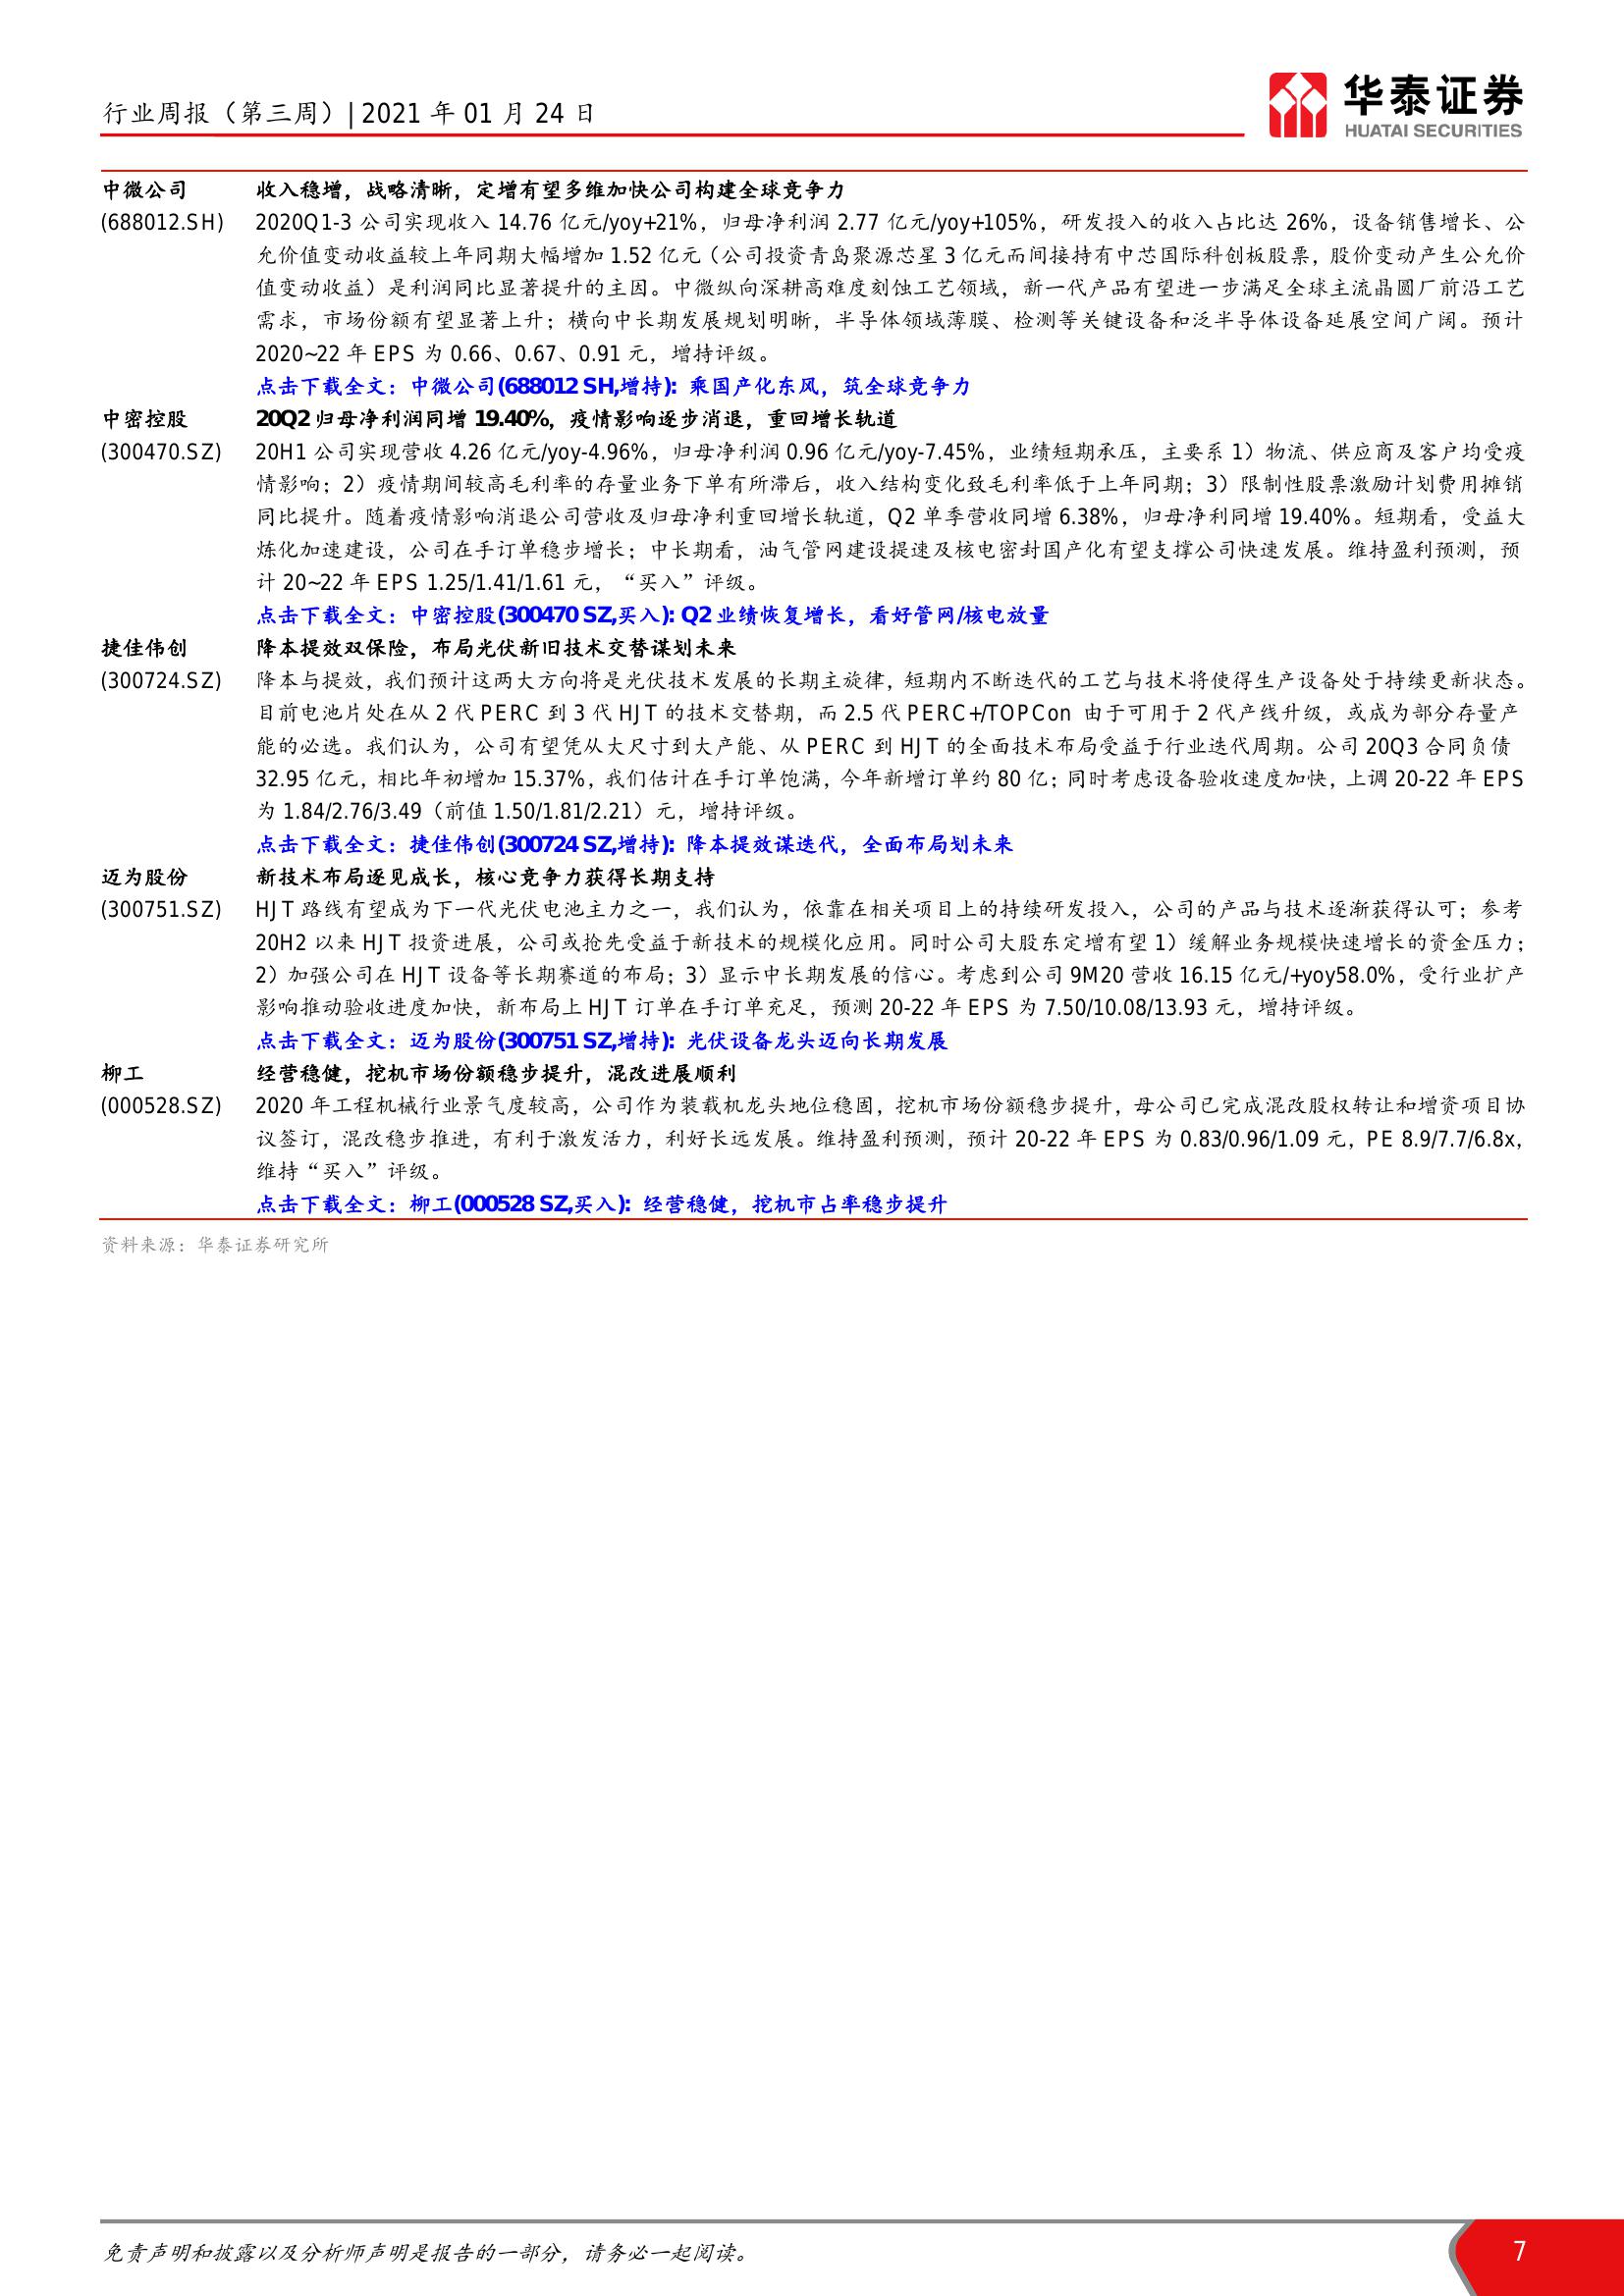 行业周报（第三周）|2021 年 01 月 24 日
华泰证券
HUATAI SECURITIES
中微公司 收入稳增，战略清晰，定增有望多维加快公司构建全球竞争力
(688012.SH) 2020Q1-3 公司实现收入 14.76 亿元/yoy+21%，归母净利润 2.77 亿元/yoy+105%，研发投入的收入占比达 26%，设备销售增长、公
允价值变动收益较上年同期大幅增加 1.52 亿元（公司投资青岛聚源芯星 3 亿元而间接持有中芯国际科创板股票，股价变动产生公允价
值变动收益）是利润同比显著提升的主因。中微纵向深耕高难度刻蚀工艺领域，新一代产品有望进一步满足全球主流晶圆厂前沿工艺
需求，市场份额有望显著上升；横向中长期发展规划明晰，半导体领域薄膜、检测等关键设备和泛半导体设备延展空间广阔。预计
2020~22 年 EPS 为 0.66、0.67、0.91 元，增持评级。
点击下载全文：中微公司(688012 SH,增持): 乘国产化东风，筑全球竞争力
中密控股 20Q2 归母净利润同增 19.40%，疫情影响逐步消退，重回增长轨道
(300470.SZ) 20H1 公司实现营收 4.26 亿元/yoy-4.96%，归母净利润 0.96 亿元/yoy-7.45%，业绩短期承压，主要系 1）物流、供应商及客户均受疫
情影响；2）疫情期间较高毛利率的存量业务下单有所滞后，收入结构变化致毛利率低于上年同期；3）限制性股票激励计划费用摊销
同比提升。随着疫情影响消退公司营收及归母净利重回增长轨道，Q2 单季营收同增 6.38%，归母净利同增 19.40%。短期看，受益大
炼化加速建设，公司在手订单稳步增长；中长期看，油气管网建设提速及核电密封国产化有望支撑公司快速发展。维持盈利预测，预
计 20~22 年 EPS 1.25/1.41/1.61 元，“买入”评级。
点击下载全文：中密控股(300470 SZ,买入): Q2 业绩恢复增长，看好管网/核电放量
捷佳伟创 降本提效双保险，布局光伏新旧技术交替谋划未来
(300724.SZ) 降本与提效，我们预计这两大方向将是光伏技术发展的长期主旋律，短期内不断迭代的工艺与技术将使得生产设备处于持续更新状态。
目前电池片处在从 2 代 PERC 到 3 代 HJT 的技术交替期，而 2.5 代 PERC+/TOPCon 由于可用于 2 代产线升级，或成为部分存量产
能的必选。我们认为，公司有望凭从大尺寸到大产能、从 PERC 到 HJT 的全面技术布局受益于行业迭代周期。公司 20Q3 合同负债
32.95 亿元，相比年初增加 15.37%，我们估计在手订单饱满，今年新增订单约 80 亿；同时考虑设备验收速度加快，上调 20-22 年 EPS
为 1.84/2.76/3.49（前值 1.50/1.81/2.21）元，增持评级。
点击下载全文：捷佳伟创(300724 SZ,增持): 降本提效谋迭代，全面布局划未来
迈为股份 新技术布局逐见成长，核心竞争力获得长期支持
(300751.SZ) HJT 路线有望成为下一代光伏电池主力之一，我们认为，依靠在相关项目上的持续研发投入，公司的产品与技术逐渐获得认可；参考
20H2 以来 HJT 投资进展，公司或抢先受益于新技术的规模化应用。同时公司大股东定增有望 1）缓解业务规模快速增长的资金压力；
2）加强公司在 HJT 设备等长期赛道的布局；3）显示中长期发展的信心。考虑到公司 9M20 营收 16.15 亿元/+yoy58.0%，受行业扩产
影响推动验收进度加快，新布局上 HJT 订单在手订单充足，预测 20-22 年 EPS 为 7.50/10.08/13.93 元，增持评级。
点击下载全文：迈为股份(300751 SZ,增持): 光伏设备龙头迈向长期发展
柳工 经营稳健，挖机市场份额稳步提升，混改进展顺利
(000528.SZ) 2020 年工程机械行业景气度较高，公司作为装载机龙头地位稳固，挖机市场份额稳步提升，母公司已完成混改股权转让和增资项目协
议签订，混改稳步推进，有利于激发活力，利好长远发展。维持盈利预测，预计 20-22 年 EPS 为 0.83/0.96/1.09 元，PE 8.9/7.7/6.8x，
维持“买入”评级。
点击下载全文：柳工(000528 SZ,买入): 经营稳健，挖机市占率稳步提升
资料来源：华泰证券研究所
免责声明和披露以及分析师声明是报告的一部分，请务必一起阅读。
7